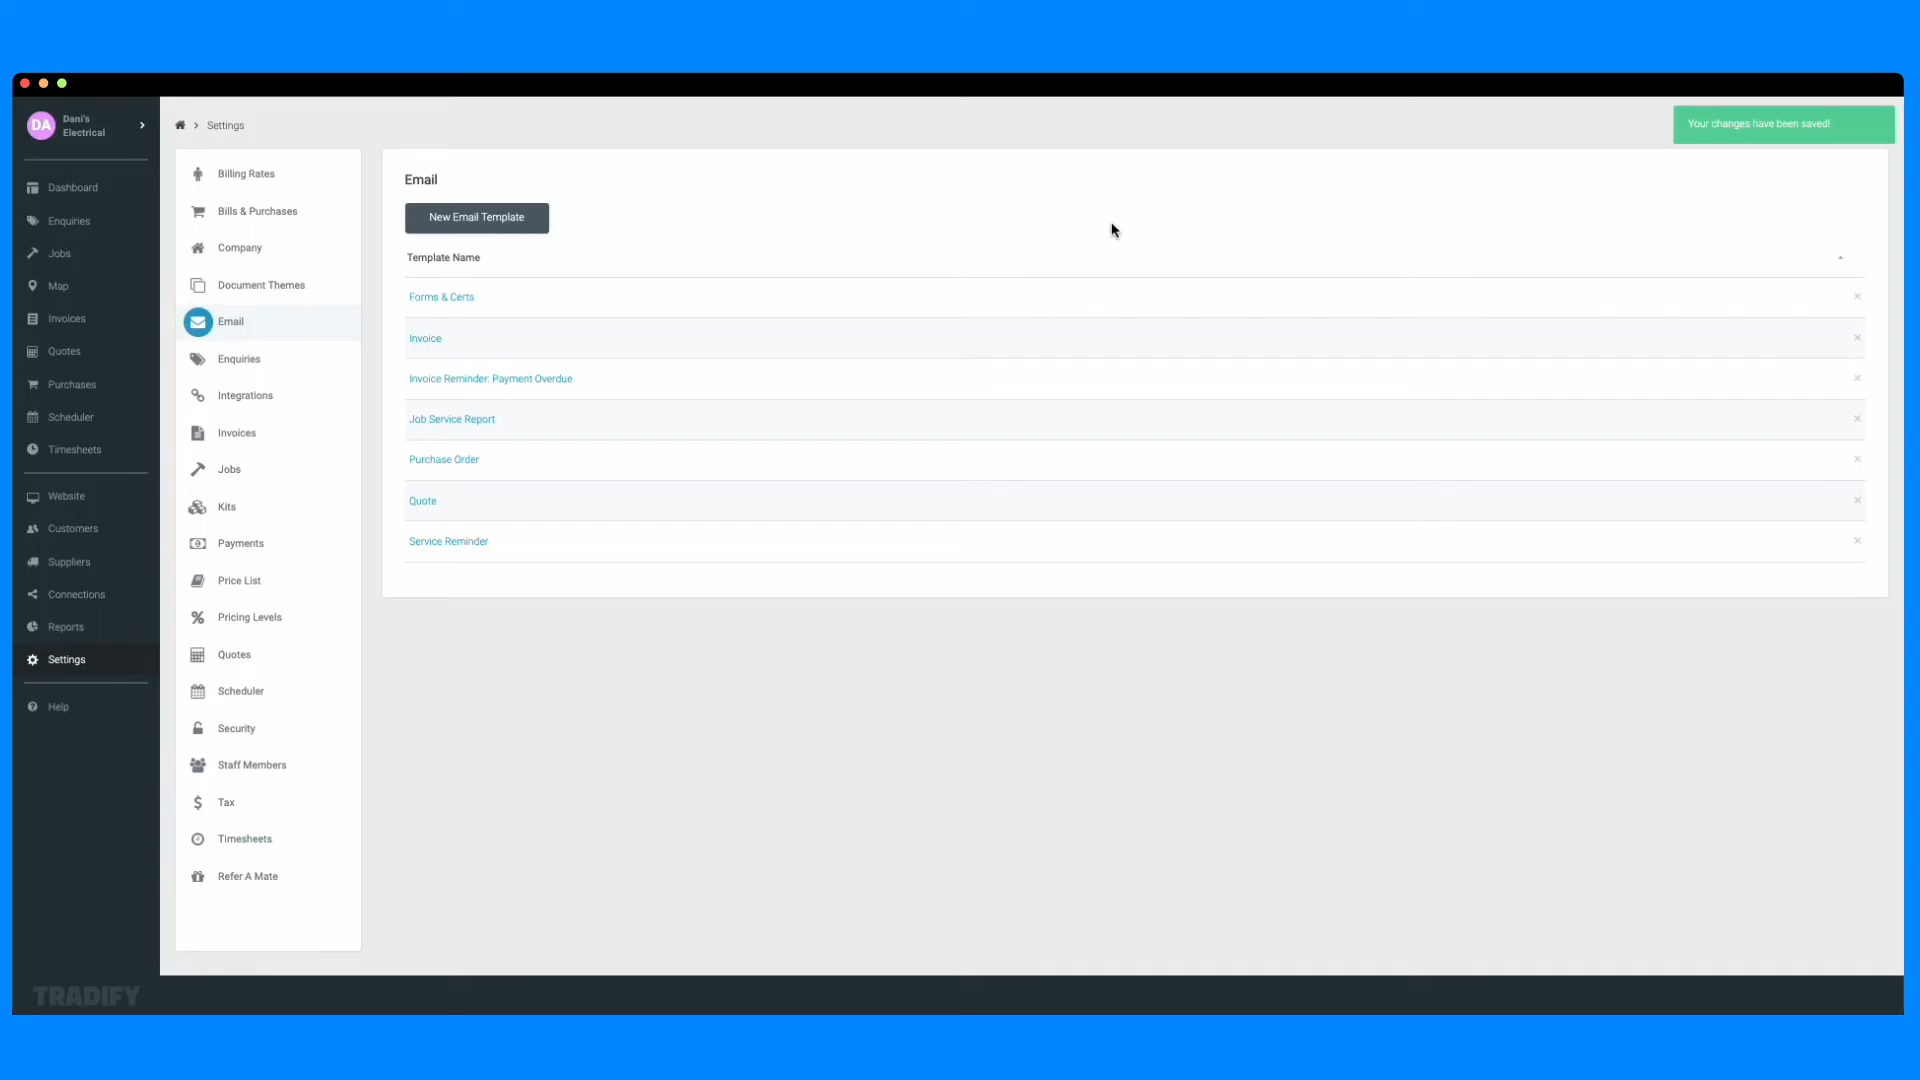 DA
Dani's
Electrical
Dashboard
Enquiries
Jobs
Map
Invoices
Quotes
Purchases
Scheduler
Timesheets
Website
Customers
Suppliers
Connections
Reports
Settings
Help
TRADIFY
Settings
Your changes have been saved!
Billing Rates
Bills & Purchases
Company
Document Themes
Email
Enquiries
Integrations
Invoices
Jobs
Kits
Payments
Price List
Pricing Levels
Quotes
Scheduler
Security
Staff Members
Tax
Timesheets
Refer A Mate
Email
New Email Template
Template Name
Forms & Certs
Invoice
Invoice Reminder: Payment Overdue
Job Service Report
Purchase Order
Quote
Service Reminder